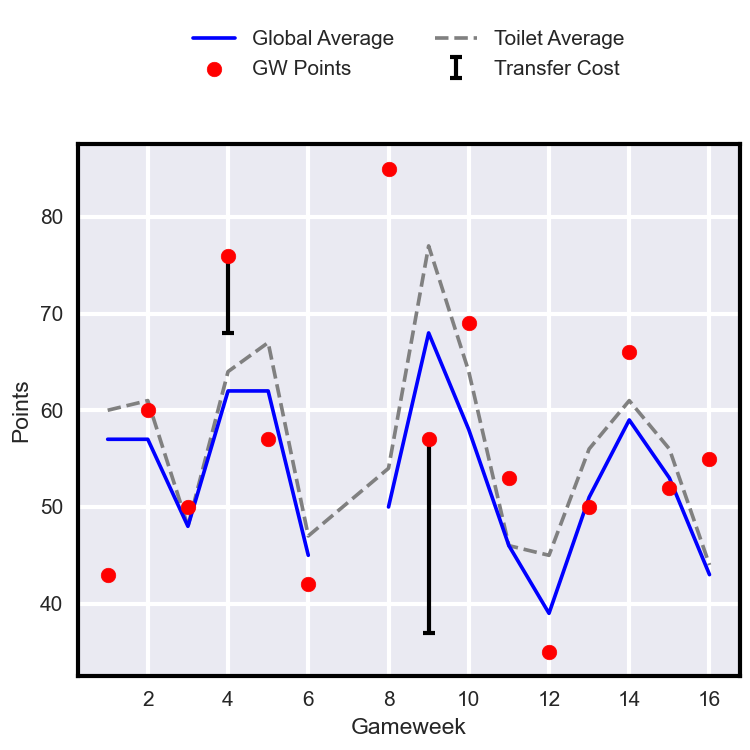 Global Average
GW Points
Toilet Average
Transfer Cost
80
70
60
50
40
Points
2 4 6 8 10 12 14 16
Gameweek